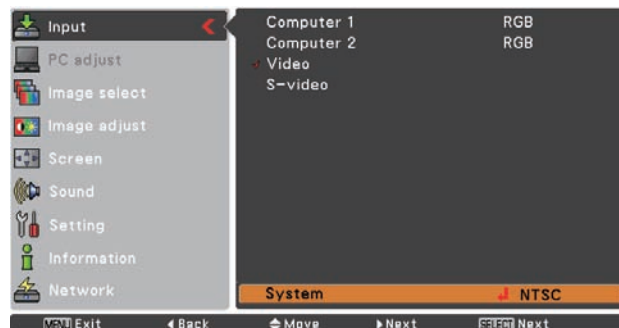 Input
PC adjust
Image select
Image adjust
Screen
Sound
Setting
Information
Network
Computer 1 RGB
Computer 2 RGB
Video
S-video
System NTSC
MENU Exit Back Move Next SELECT Next